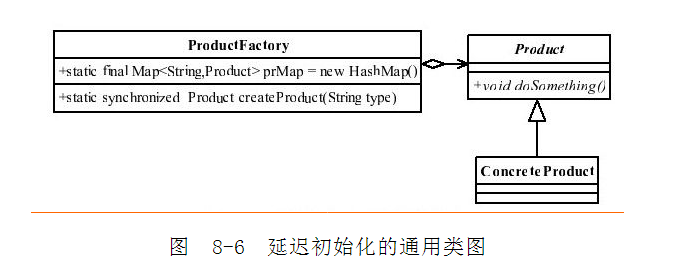 ProductFactory
+static final Map<String,Product> prMap = new HashMap()
+static synchronized Product createProduct(String type)
Product
+void doSomething()
ConcreteProduct
图 8-6 延迟初始化的通用类图